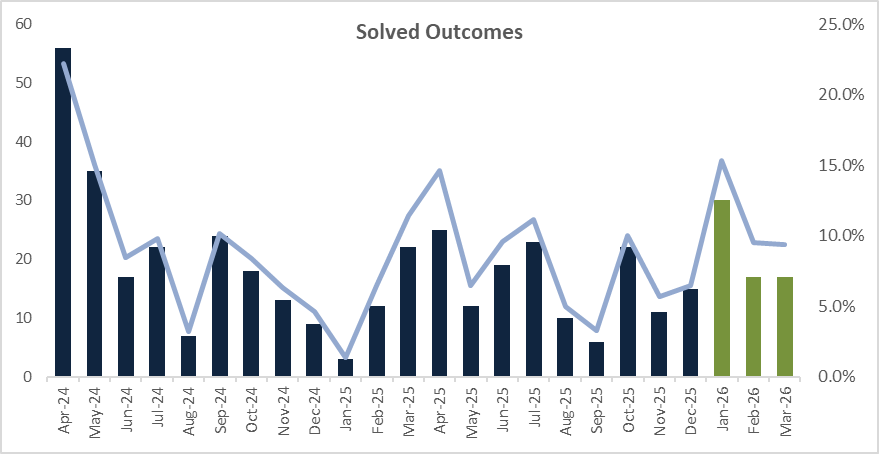 Solved Outcomes
60
50
40
30
20
10
0
25.0%
20.0%
15.0%
10.0%
5.0%
0.0%
Apr-24
May-24
Jun-24
Jul-24
Aug-24
Sep-24
Oct-24
Nov-24
Dec-24
Jan-25
Feb-25
Mar-25
Apr-25
May-25
Jun-25
Jul-25
Aug-25
Sep-25
Oct-25
Nov-25
Dec-25
Jan-26
Feb-26
Mar-26